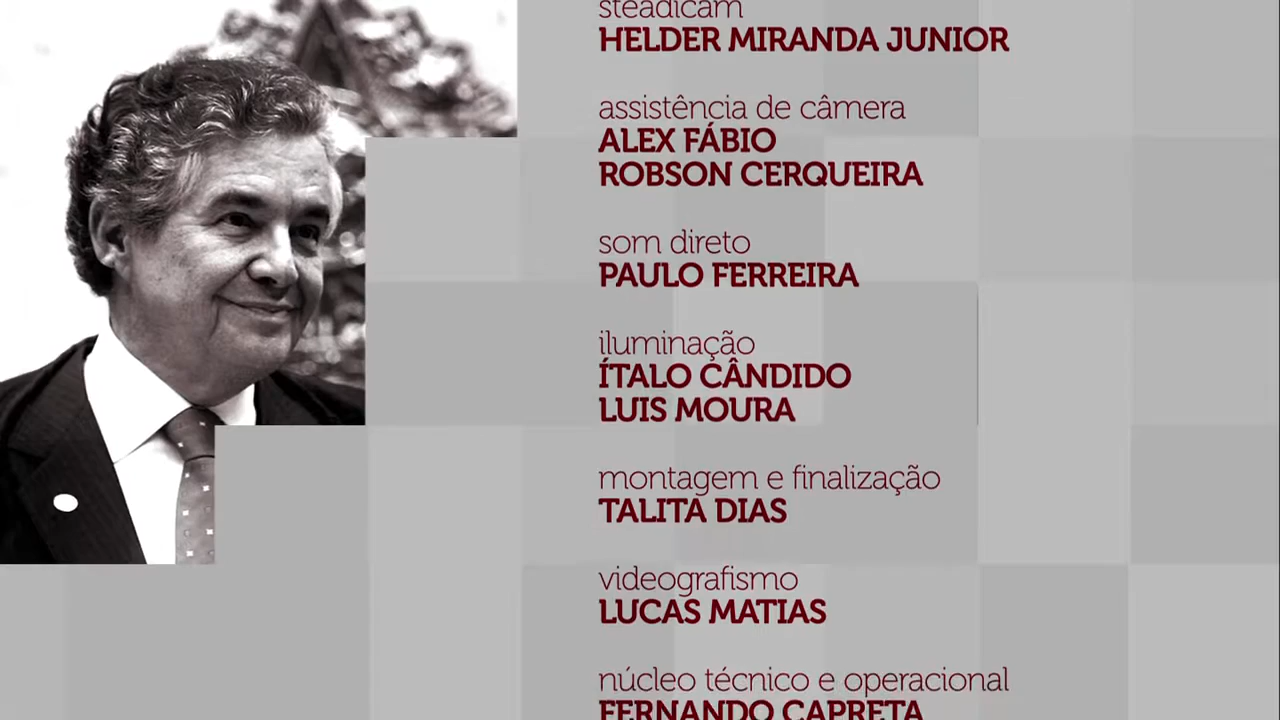 steadicam
HELDER MIRANDA JUNIOR
assistência de câmera
ALEX FÁBIO
ROBSON CERQUEIRA
som direto
PAULO FERREIRA
iluminação
ÍTALO CÂNDIDO
LUIS MOURA
montagem e finalização
TALITA DIAS
videografismo
LUCAS MATIAS
núcleo técnico e operacional
FERNANDO CAPRETA